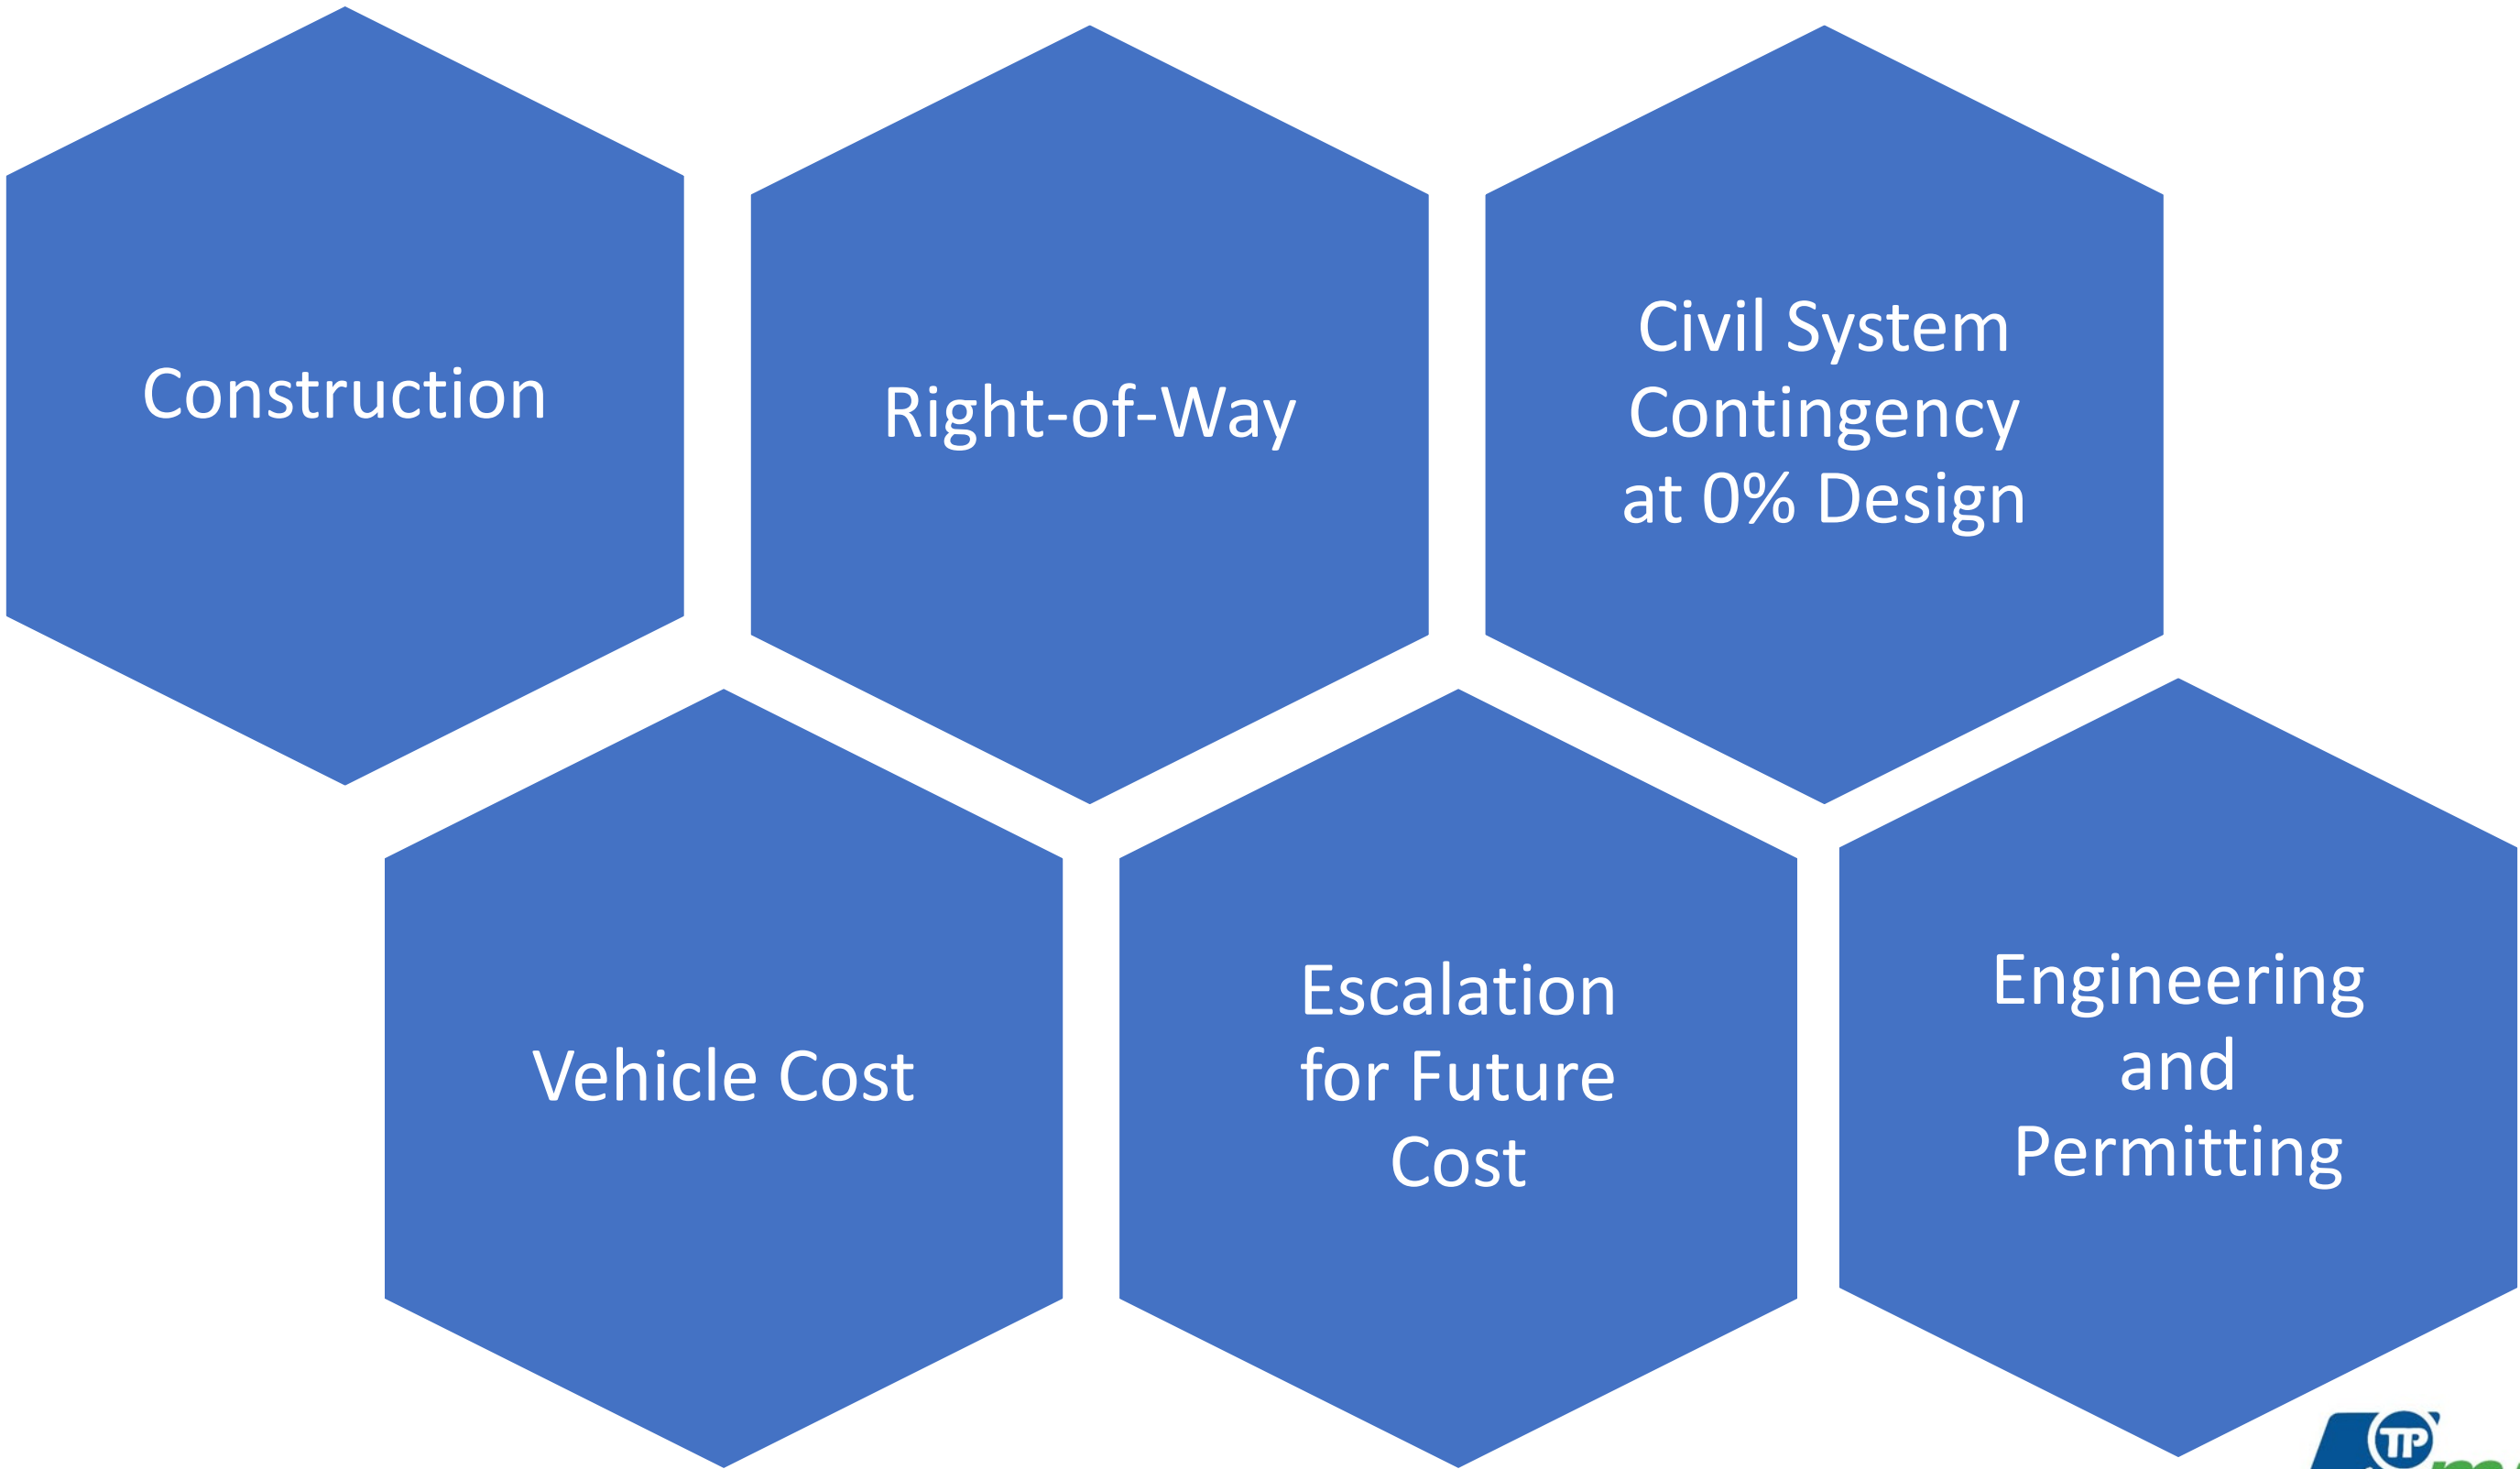 Construction
Right-of-Way
Civil System
Contingency
at 0% Design
Vehicle Cost
Escalation
for Future
Cost
Engineering
and
Permitting
TIP